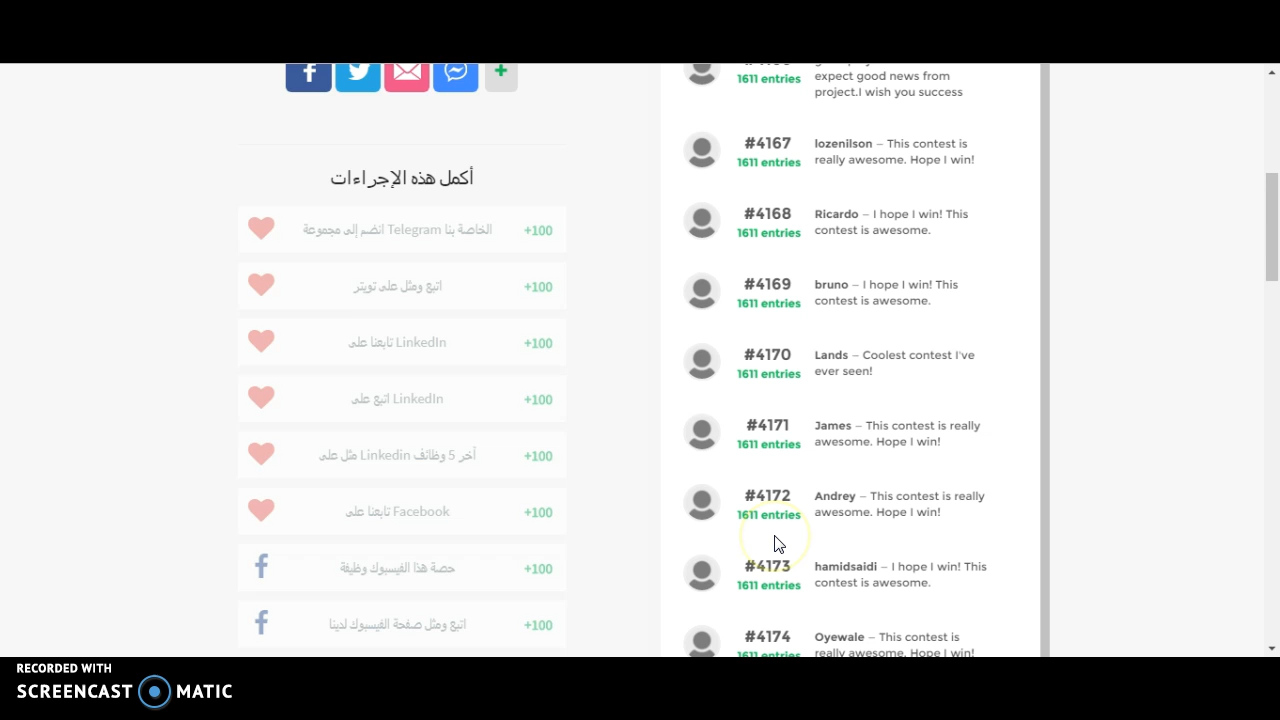 أكمل هذه الإجراءات
الخاصة بنا Telegram انضم إلى مجموعة
+100
اتبع ومثل على تويتر
+100
LinkedIn تابعنا على
+100
LinkedIn اتبع على
+100
أخر 5 وظائف Linkedin مثل على
+100
Facebook تابعنا على
+100
حصة هذا الفيسبوك وظيفة
+100
اتبع ومثل صفحة الفيسبوك لدينا
+100
1611 entries
expect good news from
project.I wish you success
#4167
1611 entries
lozenilson – This contest is
really awesome. Hope I win!
#4168
1611 entries
Ricardo – I hope I win! This
contest is awesome.
#4169
1611 entries
bruno – I hope I win! This
contest is awesome.
#4170
1611 entries
Lands – Coolest contest I've
ever seen!
#4171
1611 entries
James – This contest is really
awesome. Hope I win!
#4172
1611 entries
Andrey – This contest is really
awesome. Hope I win!
#4173
1611 entries
hamidsaidi – I hope I win! This
contest is awesome.
#4174
1611 entries
Oyewale – This contest is
really awesome. Hope I win!
RECORDED WITH
SCREENCAST MATIC